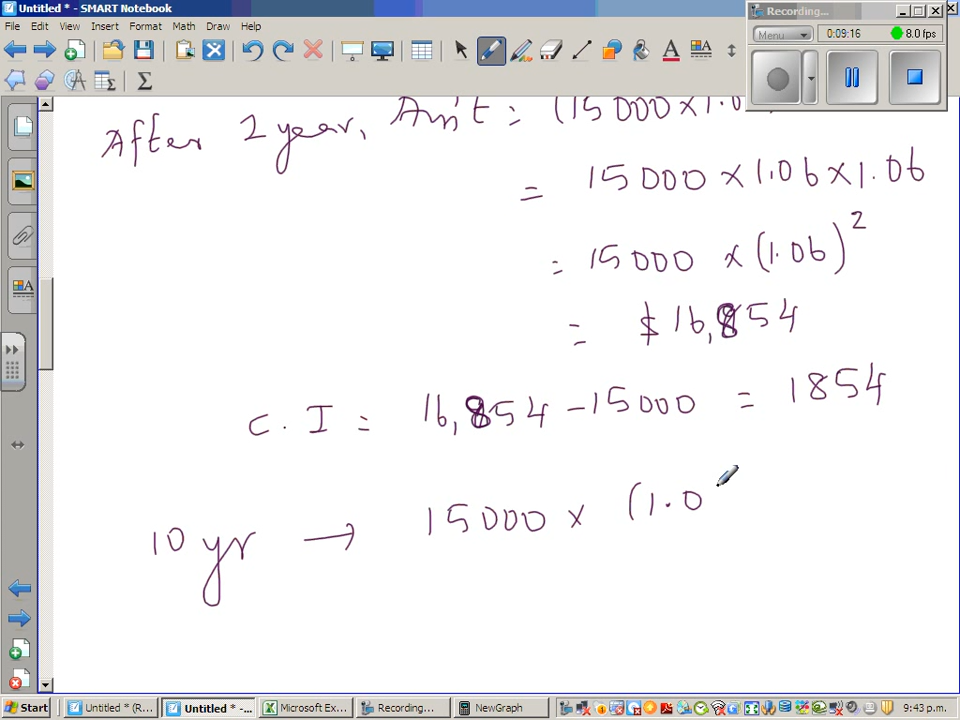 Untitled * - SMART Notebook
File Edit View Insert Format Math Draw Help
Recording...
Menu 0:09:16 8.0 fps
After 2 year, Am't = (15000×1.0
= 15000 × 1.06 × 1.06
= 15000 × (1.06)²
= $16,854
C.I = 16,854 - 15000 = 1854
10 yr → 15000 × (1.0
Start Untitled * (R... Untitled * -... Microsoft Ex... Recording... NewGraph 9:43 p.m.